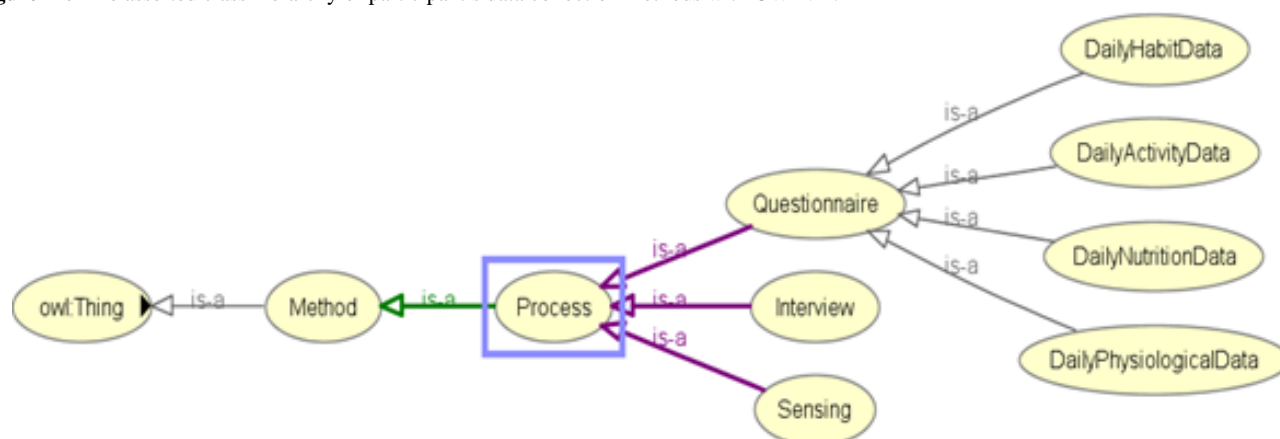 DailyHabitData
is-a
DailyActivityData
is-a
Questionnaire
is-a
DailyNutritionData
is-a
is-a
owl:Thing
is-a
Method
is-a
Process
is-a
Interview
is-a
DailyPhysiologicalData
Sensing